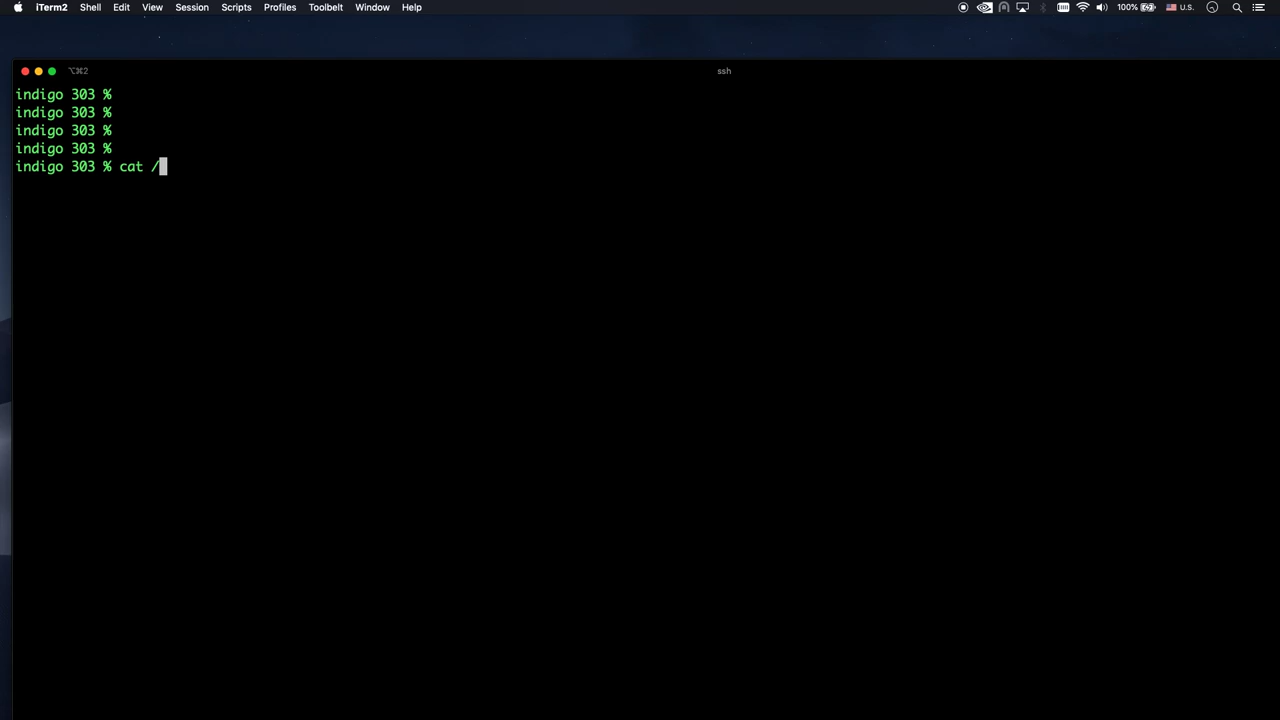 iTerm2 Shell Edit View Session Scripts Profiles Toolbelt Window Help 100% U.S.
⌥⌘2 ssh
indigo 303 %
indigo 303 %
indigo 303 %
indigo 303 %
indigo 303 % cat /